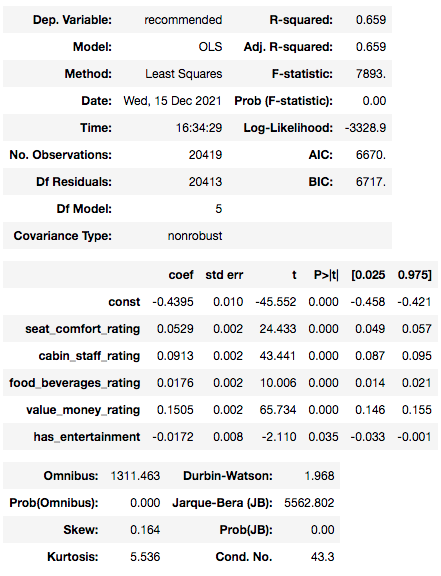 Dep. Variable: recommended R-squared: 0.659
Model: OLS Adj. R-squared: 0.659
Method: Least Squares F-statistic: 7893.
Date: Wed, 15 Dec 2021 Prob (F-statistic): 0.00
Time: 16:34:29 Log-Likelihood: -3328.9
No. Observations: 20419 AIC: 6670.
Df Residuals: 20413 BIC: 6717.
Df Model: 5
Covariance Type: nonrobust
coef std err t P>|t| [0.025 0.975]
const -0.4395 0.010 -45.552 0.000 -0.458 -0.421
seat_comfort_rating 0.0529 0.002 24.433 0.000 0.049 0.057
cabin_staff_rating 0.0913 0.002 43.441 0.000 0.087 0.095
food_beverages_rating 0.0176 0.002 10.006 0.000 0.014 0.021
value_money_rating 0.1505 0.002 65.734 0.000 0.146 0.155
has_entertainment -0.0172 0.008 -2.110 0.035 -0.033 -0.001
Omnibus: 1311.463 Durbin-Watson: 1.968
Prob(Omnibus): 0.000 Jarque-Bera (JB): 5562.802
Skew: 0.164 Prob(JB): 0.00
Kurtosis: 5.536 Cond. No. 43.3